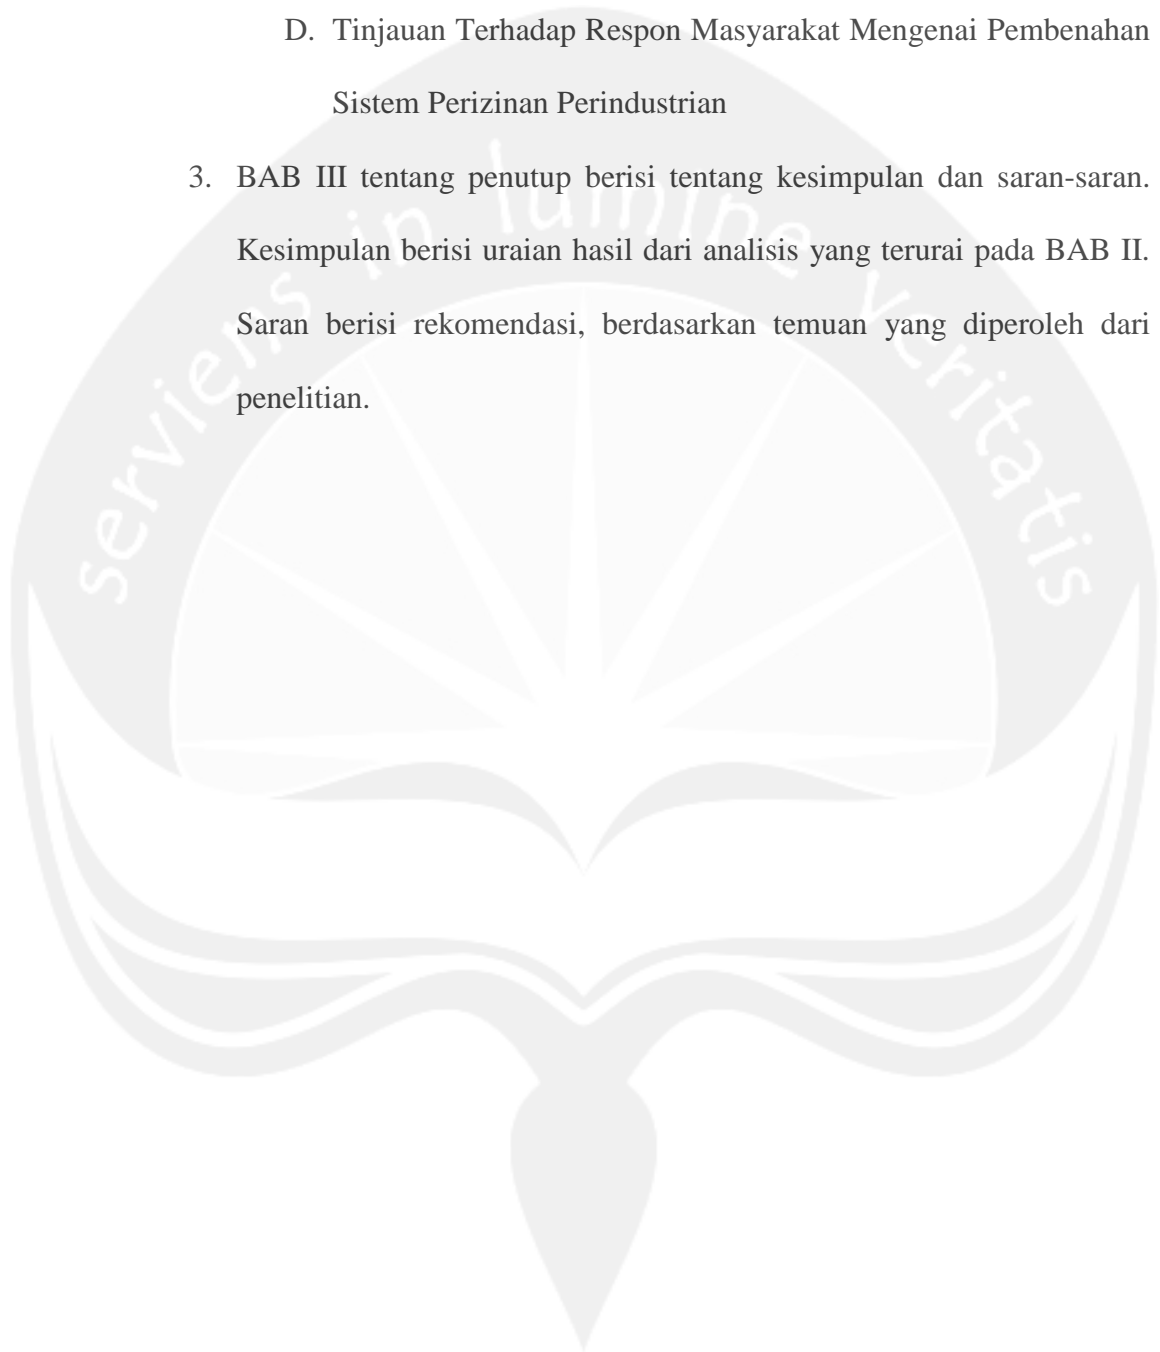 D. Tinjauan Terhadap Respon Masyarakat Mengenai Pembenahan
Sistem Perizinan Perindustrian
3. BAB III tentang penutup berisi tentang kesimpulan dan saran-saran.
Kesimpulan berisi uraian hasil dari analisis yang terurai pada BAB II.
Saran berisi rekomendasi, berdasarkan temuan yang diperoleh dari
penelitian.
serviens in lumine veritatis